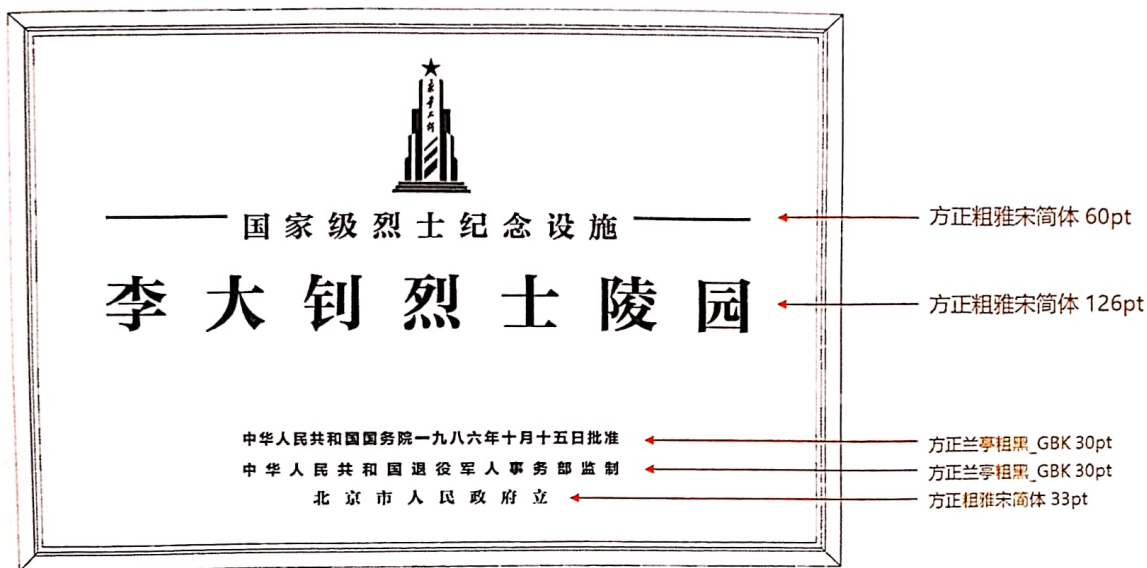 永垂不朽
国家级烈士纪念设施
方正粗雅宋简体 60pt
李大钊烈士陵园
方正粗雅宋简体 126pt
中华人民共和国国务院一九八六年十月十五日批准
方正兰亭粗黑_GBK 30pt
中华人民共和国退役军人事务部监制
方正兰亭粗黑_GBK 30pt
北京市人民政府立
方正粗雅宋简体 33pt